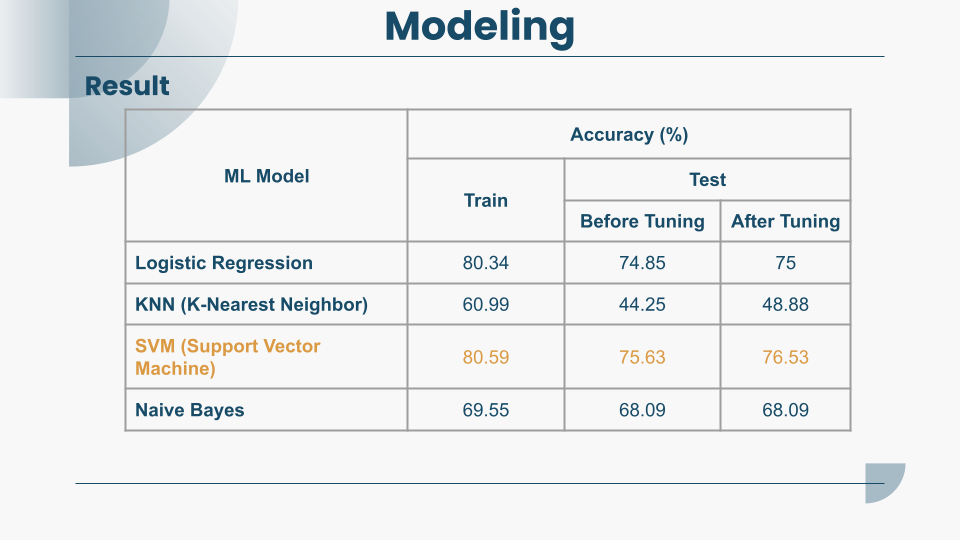 Modeling
Result
ML Model
Accuracy (%)
Train
Test
Before Tuning
After Tuning
Logistic Regression
80.34
74.85
75
KNN (K-Nearest Neighbor)
60.99
44.25
48.88
SVM (Support Vector
Machine)
80.59
75.63
76.53
Naive Bayes
69.55
68.09
68.09